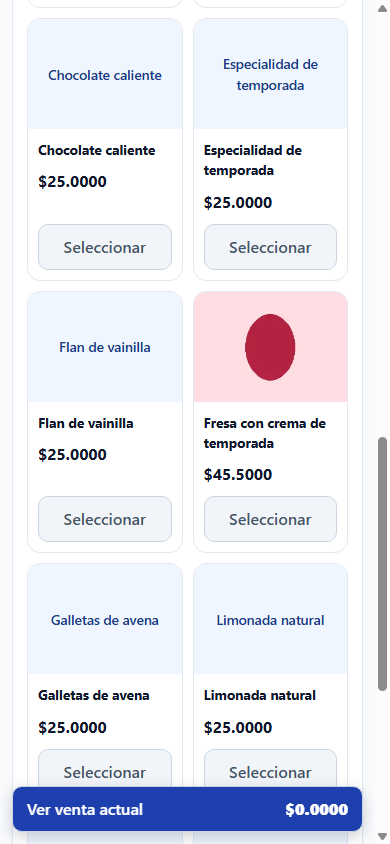 Chocolate caliente
Especialidad de
temporada
Chocolate caliente
$25.0000
Especialidad de
temporada
$25.0000
Seleccionar
Seleccionar
Flan de vainilla
Flan de vainilla
$25.0000
Fresa con crema de
temporada
$45.5000
Seleccionar
Seleccionar
Galletas de avena
Limonada natural
Galletas de avena
$25.0000
Limonada natural
$25.0000
Seleccionar
Seleccionar
Ver venta actual
$0.0000